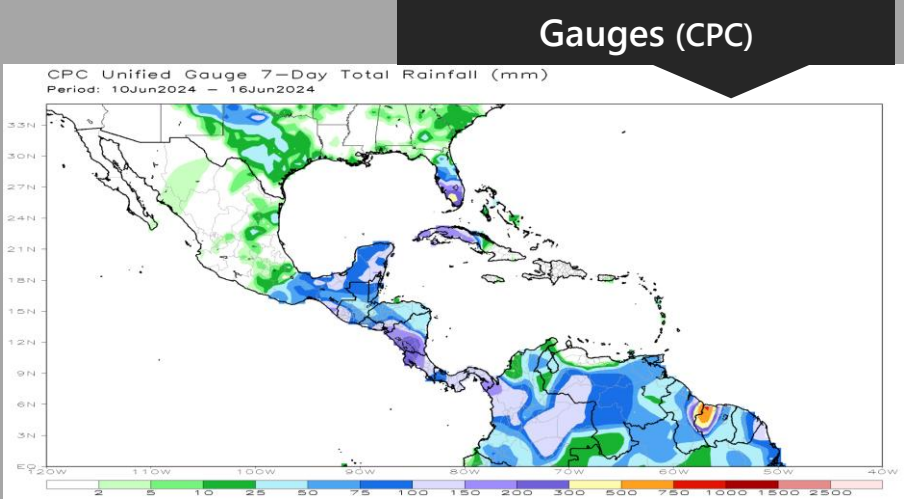 Gauges (CPC)
CPC Unified Gauge 7-Day Total Rainfall (mm)
Period: 10Jun2024 - 16Jun2024
33N
30N
27N
24N
21N
18N
15N
12N
9N
6N
3N
EQ
120W 110W 100W 90W 80W 70W 60W 50W 40W
2 5 10 25 50 75 100 150 200 300 500 750 1000 1500 2500